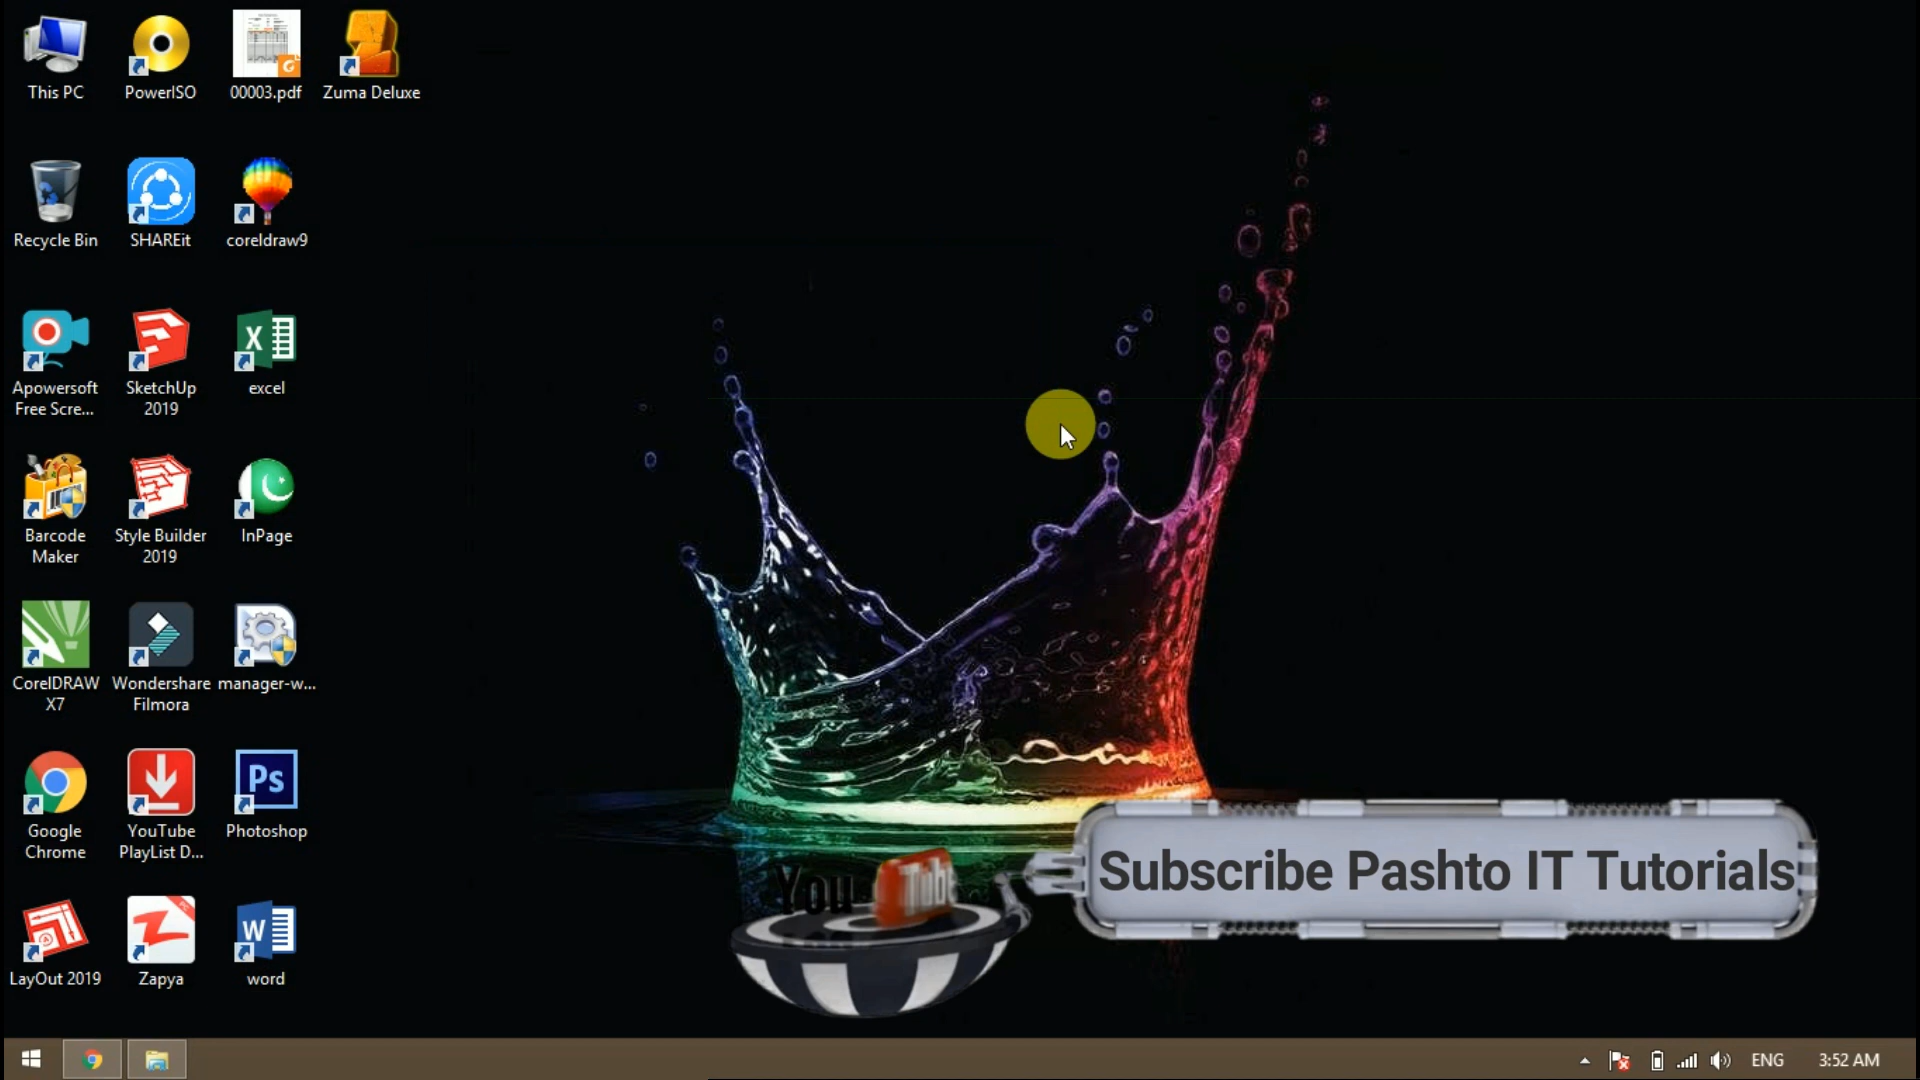 This PC
PowerISO
00003.pdf
Zuma Deluxe
Recycle Bin
SHAREit
coreldraw9
Apowersoft
Free Scre...
SketchUp
2019
excel
Barcode
Maker
Style Builder
2019
InPage
CorelDRAW
X7
Wondershare
Filmora
manager-w...
Google
Chrome
YouTube
PlayList D...
Ps
Photoshop
LayOut 2019
Zapya
word
You Tube
Subscribe Pashto IT Tutorials
ENG
3:52 AM